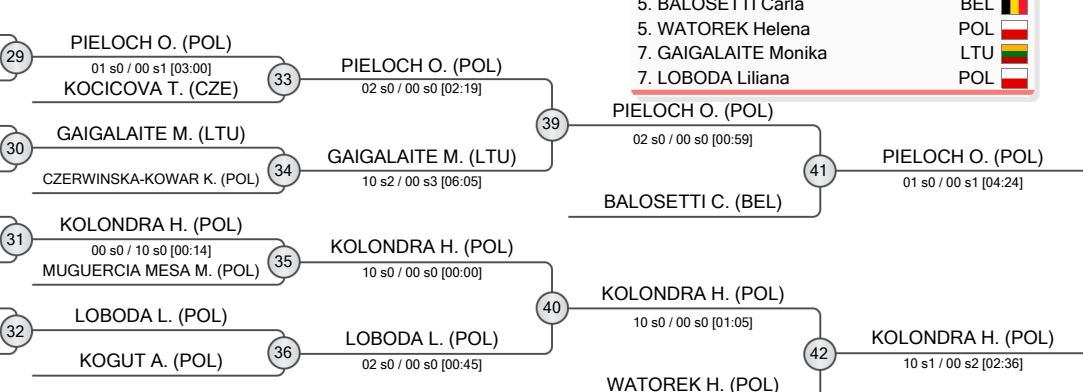 5. BALOSETTI Carla BEL
5. WATOREK Helena POL
7. GAIGALAITE Monika LTU
7. LOBODA Liliana POL
29
PIELOCH O. (POL)
01 s0 / 00 s1 [03:00]
KOCICOVA T. (CZE)
33
PIELOCH O. (POL)
02 s0 / 00 s0 [02:19]
30
GAIGALAITE M. (LTU)
CZERWINSKA-KOWAR K. (POL)
34
GAIGALAITE M. (LTU)
10 s2 / 00 s3 [06:05]
39
PIELOCH O. (POL)
02 s0 / 00 s0 [00:59]
BALOSETTI C. (BEL)
41
PIELOCH O. (POL)
01 s0 / 00 s1 [04:24]
31
KOLONDRA H. (POL)
00 s0 / 10 s0 [00:14]
MUGUERCIA MESA M. (POL)
35
KOLONDRA H. (POL)
10 s0 / 00 s0 [00:00]
32
LOBODA L. (POL)
KOGUT A. (POL)
36
LOBODA L. (POL)
02 s0 / 00 s0 [00:45]
40
KOLONDRA H. (POL)
10 s0 / 00 s0 [01:05]
WATOREK H. (POL)
42
KOLONDRA H. (POL)
10 s1 / 00 s2 [02:36]